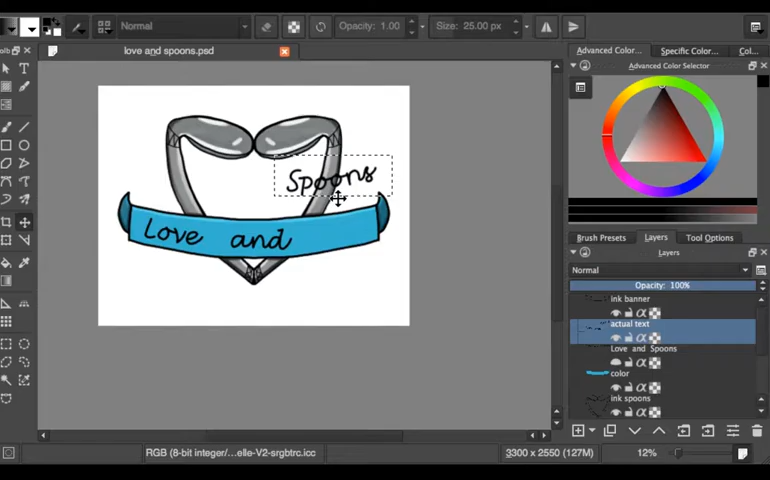 Normal
Opacity: 1.00
Size: 25.00 px
love and spoons.psd
Advanced Color...
Specific Color...
Col...
Advanced Color Selector
Spoons
Love and
Brush Presets
Layers
Tool Options
Layers
Normal
Opacity: 100%
ink banner
actual text
Love and Spoons
color
ink spoons
RGB (8-bit integer/...elle-V2-srgbtrc.icc
3300 x 2550 (127M)
12%